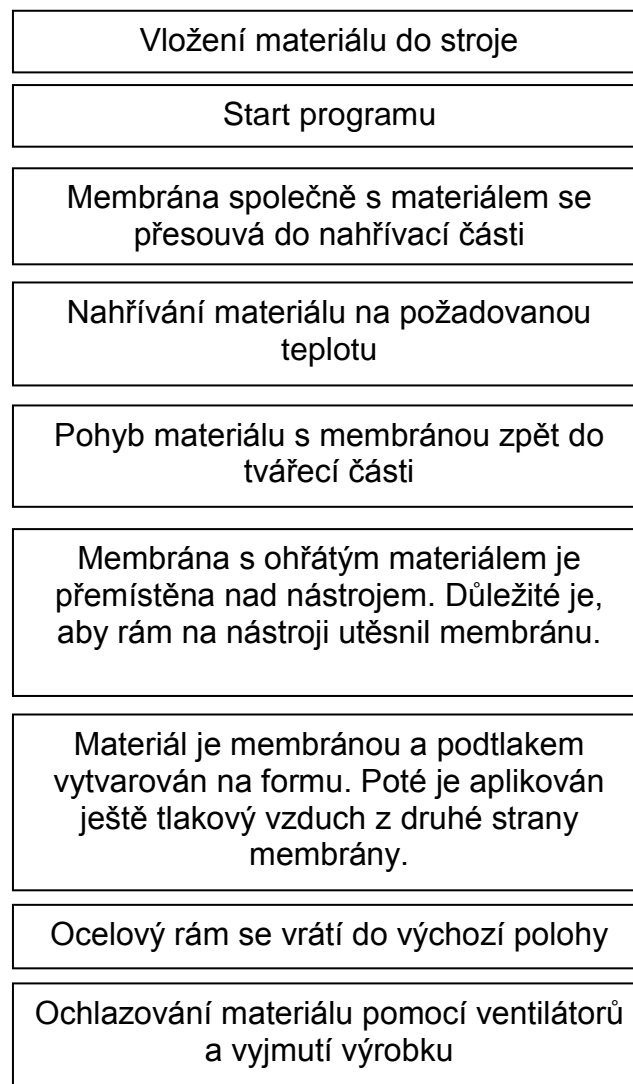 Vložení materiálu do stroje
Start programu
Membrána společně s materiálem se
přesouvá do nahřívací části
Nahřívání materiálu na požadovanou
teplotu
Pohyb materiálu s membránou zpět do
tvářecí části
Membrána s ohřátým materiálem je
přemístěna nad nástrojem. Důležité je,
aby rám na nástroji utěsnil membránu.
Materiál je membránou a podtlakem
vytvarován na formu. Poté je aplikován
ještě tlakový vzduch z druhé strany
membrány.
Ocelový rám se vrátí do výchozí polohy
Ochlazování materiálu pomocí ventilátorů
a vyjmutí výrobku